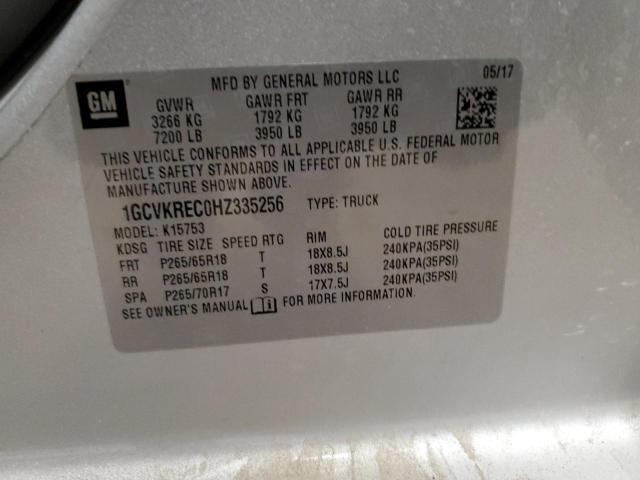 GM
MFD BY GENERAL MOTORS LLC 05/17
GVWR GAWR FRT GAWR RR
3266 KG 1792 KG 1792 KG
7200 LB 3950 LB 3950 LB
THIS VEHICLE CONFORMS TO ALL APPLICABLE U.S. FEDERAL MOTOR
VEHICLE SAFETY STANDARDS IN EFFECT ON THE DATE OF
MANUFACTURE SHOWN ABOVE.
1GCVKREC0HZ335256 TYPE: TRUCK
MODEL: K15753
KDSG TIRE SIZE SPEED RTG RIM COLD TIRE PRESSURE
FRT P265/65R18 T 18X8.5J 240KPA(35PSI)
RR P265/65R18 T 18X8.5J 240KPA(35PSI)
SPA P265/70R17 S 17X7.5J 240KPA(35PSI)
SEE OWNER'S MANUAL FOR MORE INFORMATION.